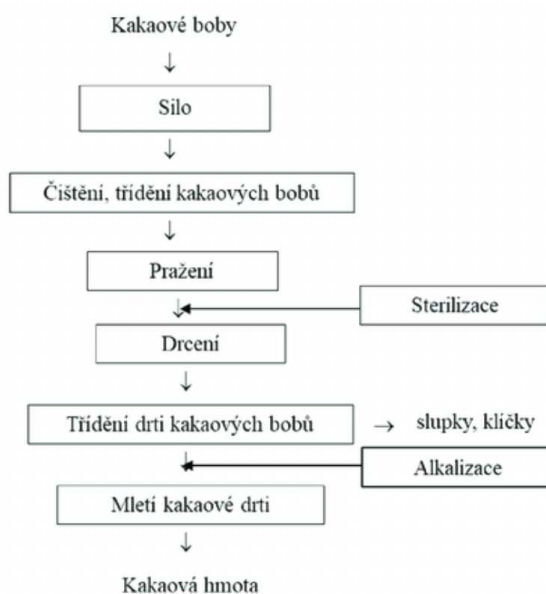 Kakaové boby
Silo
Čištění, třídění kakaových bobů
Pražení
Sterilizace
Drcení
Třídění drti kakaových bobů
slupky, klíčky
Alkalizace
Mletí kakaové drti
Kakaová hmota